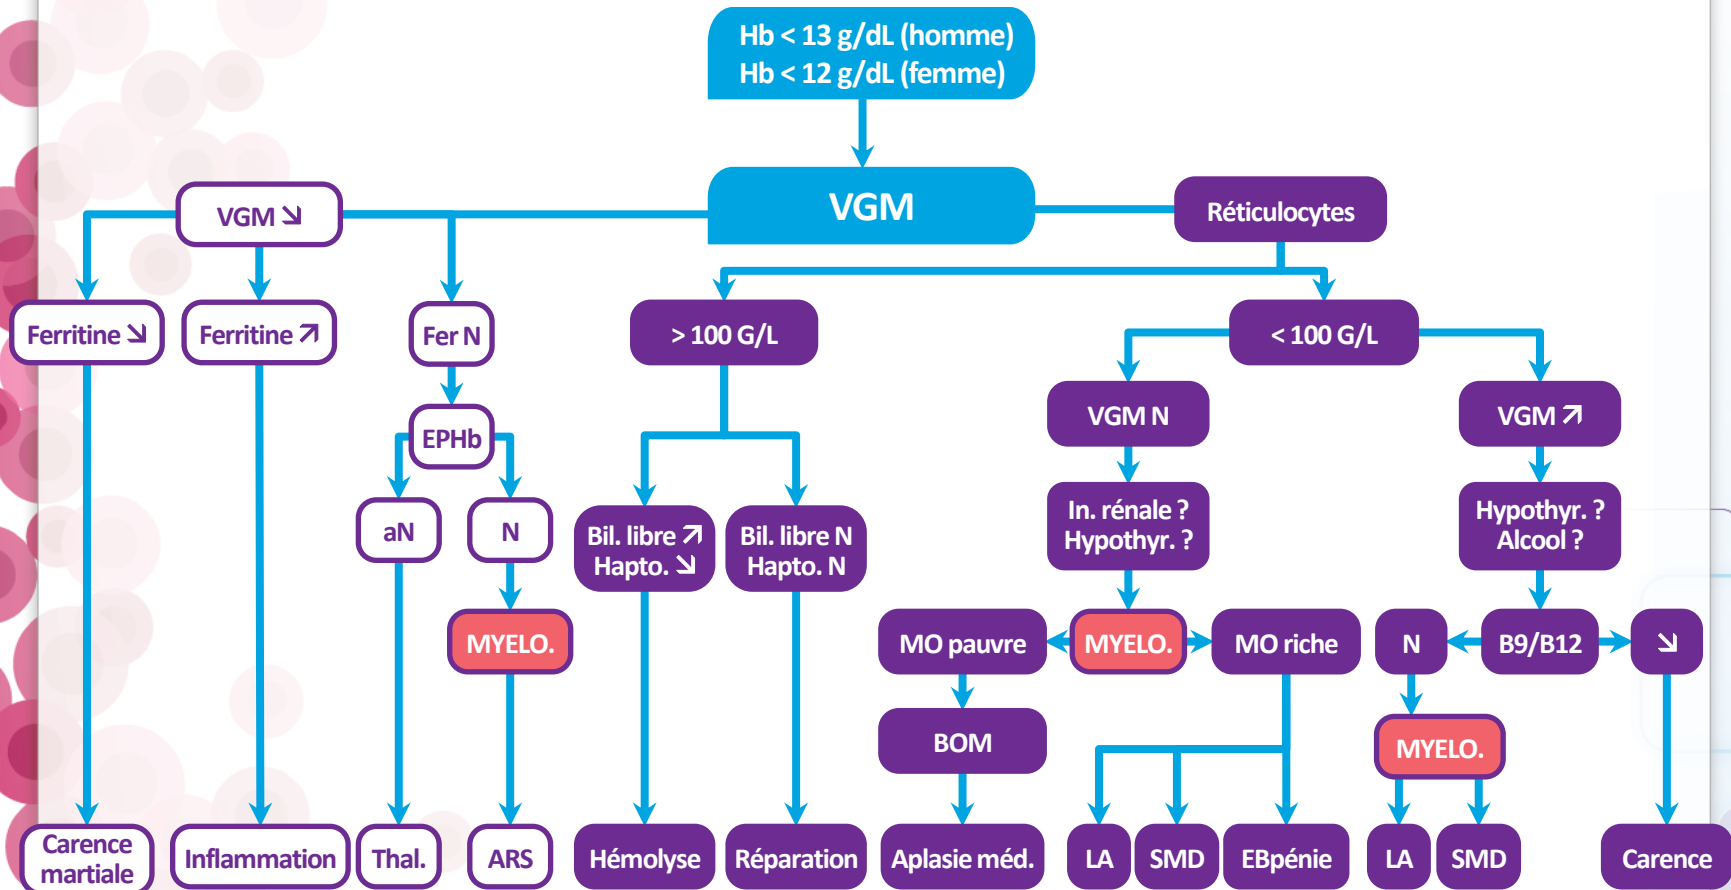 Hb < 13 g/dL (homme)
Hb < 12 g/dL (femme)
VGM ↘
VGM
Réticulocytes
Ferritine ↘
Ferritine ↗
Fer N
> 100 G/L
< 100 G/L
EPHb
VGM N
VGM ↗
aN
N
Bil. libre ↗
Hapto. ↘
Bil. libre N
Hapto. N
In. rénale ?
Hypothyr. ?
Hypothyr. ?
Alcool ?
MYELO.
MO pauvre
MYELO.
MO riche
N
B9/B12
↘
BOM
MYELO.
Carence
martiale
Inflammation
Thal.
ARS
Hémolyse
Réparation
Aplasie méd.
LA
SMD
EBpénie
LA
SMD
Carence